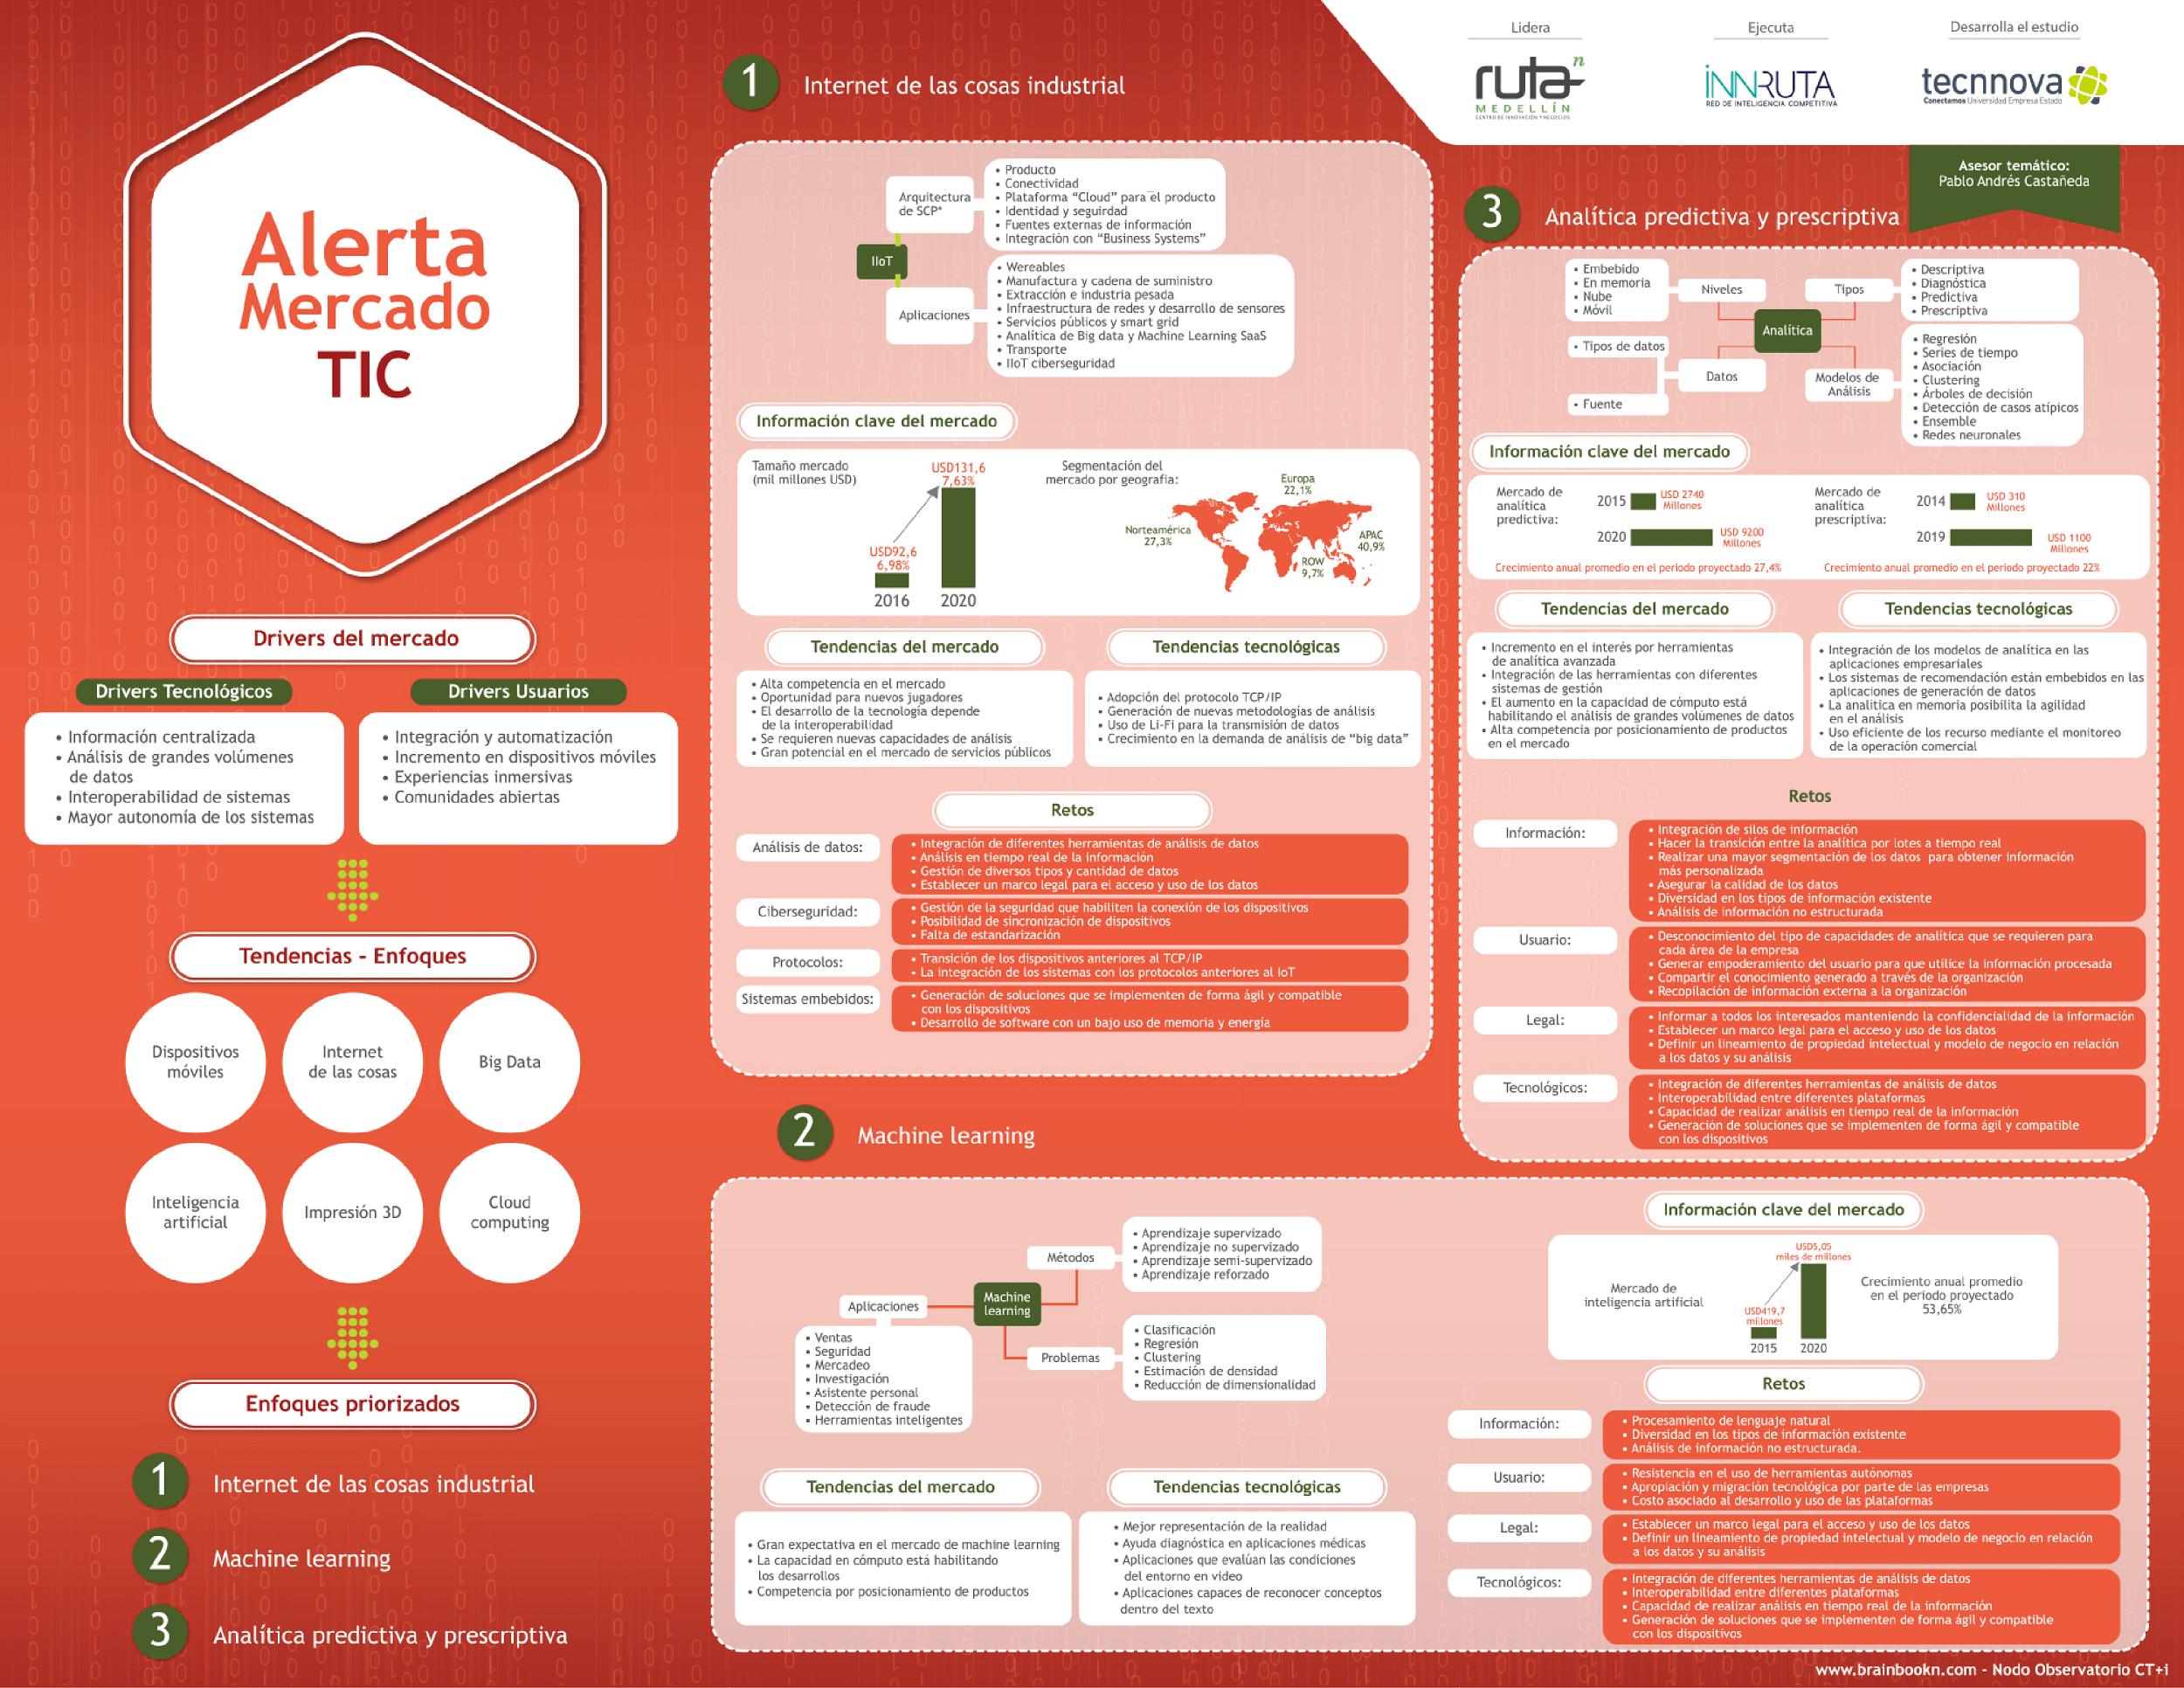 Alerta
Mercado
TIC
Drivers del mercado
Drivers Tecnológicos
• Información centralizada
• Análisis de grandes volúmenes
de datos
• Interoperabilidad de sistemas
• Mayor autonomía de los sistemas
Drivers Usuarios
• Integración y automatización
• Incremento en dispositivos móviles
• Experiencias inmersivas
• Comunidades abiertas
Tendencias - Enfoques
Dispositivos
móviles
Internet
de las cosas
Big Data
Inteligencia
artificial
Impresión 3D
Cloud
computing
Enfoques priorizados
1 Internet de las cosas industrial
2 Machine learning
3 Analítica predictiva y prescriptiva
Lidera
ruta n
MEDELLÍN
CENTRO DE INNOVACIÓN Y NEGOCIOS
Ejecuta
INNRUTA
RED DE INTELIGENCIA COMPETITIVA
Desarrolla el estudio
tecnnova
Conectamos Universidad Empresa Estado
Asesor temático:
Pablo Andrés Castañeda
1 Internet de las cosas industrial
IIoT
Arquitectura
de SCP*
• Producto
• Conectividad
• Plataforma "Cloud" para el producto
• Identidad y seguirdad
• Fuentes externas de información
• Integración con "Business Systems"
Aplicaciones
• Wereables
• Manufactura y cadena de suministro
• Extracción e industria pesada
• Infraestructura de redes y desarrollo de sensores
• Servicios públicos y smart grid
• Analítica de Big data y Machine Learning SaaS
• Transporte
• IIoT ciberseguridad
Información clave del mercado
Tamaño mercado
(mil millones USD)
USD92,6
6,98%
2016
USD131,6
7,63%
2020
Segmentación del
mercado por geografia:
Norteamérica
27,3%
Europa
22,1%
APAC
40,9%
ROW
9,7%
Tendencias del mercado
• Alta competencia en el mercado
• Oportunidad para nuevos jugadores
• El desarrollo de la tecnología depende
de la interoperabilidad
• Se requieren nuevas capacidades de análisis
• Gran potencial en el mercado de servicios públicos
Tendencias tecnológicas
• Adopción del protocolo TCP/IP
• Generación de nuevas metodologías de análisis
• Uso de Li-Fi para la transmisión de datos
• Crecimiento en la demanda de análisis de "big data"
Retos
Análisis de datos:
• Integración de diferentes herramientas de análisis de datos
• Análisis en tiempo real de la información
• Gestión de diversos tipos y cantidad de datos
• Establecer un marco legal para el acceso y uso de los datos
Ciberseguridad:
• Gestión de la seguridad que habiliten la conexión de los dispositivos
• Posibilidad de sincronización de dispositivos
• Falta de estandarización
Protocolos:
• Transición de los dispositivos anteriores al TCP/IP
• La integración de los sistemas con los protocolos anteriores al IoT
Sistemas embebidos:
• Generación de soluciones que se implementen de forma ágil y compatible
con los dispositivos
• Desarrollo de software con un bajo uso de memoria y energía
3 Analítica predictiva y prescriptiva
Analítica
Niveles
• Embebido
• En memoria
• Nube
• Móvil
Tipos
• Descriptiva
• Diagnóstica
• Predictiva
• Prescriptiva
Datos
• Tipos de datos
• Fuente
Modelos de
Análisis
• Regresión
• Series de tiempo
• Asociación
• Clustering
• Árboles de decisión
• Detección de casos atípicos
• Ensemble
• Redes neuronales
Información clave del mercado
Mercado de
analítica
predictiva:
2015 USD 2740
Millones
2020 USD 9200
Millones
Crecimiento anual promedio en el periodo proyectado 27,4%
Mercado de
analítica
prescriptiva:
2014 USD 310
Millones
2019 USD 1100
Millones
Crecimiento anual promedio en el periodo proyectado 22%
Tendencias del mercado
• Incremento en el interés por herramientas
de analítica avanzada
• Integración de las herramientas con diferentes
sistemas de gestión
• El aumento en la capacidad de cómputo está
habilitando el análisis de grandes volúmenes de datos
• Alta competencia por posicionamiento de productos
en el mercado
Tendencias tecnológicas
• Integración de los modelos de analítica en las
aplicaciones empresariales
• Los sistemas de recomendación están embebidos en las
aplicaciones de generación de datos
• La analítica en memoria posibilita la agilidad
en el análisis
• Uso eficiente de los recurso mediante el monitoreo
de la operación comercial
Retos
Información:
• Integración de silos de información
• Hacer la transición entre la analítica por lotes a tiempo real
• Realizar una mayor segmentación de los datos para obtener información
más personalizada
• Asegurar la calidad de los datos
• Diversidad en los tipos de información existente
• Análisis de información no estructurada
Usuario:
• Desconocimiento del tipo de capacidades de analítica que se requieren para
cada área de la empresa
• Generar empoderamiento del usuario para que utilice la información procesada
• Compartir el conocimiento generado a través de la organización
• Recopilación de información externa a la organización
Legal:
• Informar a todos los interesados manteniendo la confidencialidad de la información
• Establecer un marco legal para el acceso y uso de los datos
• Definir un lineamiento de propiedad intelectual y modelo de negocio en relación
a los datos y su análisis
Tecnológicos:
• Integración de diferentes herramientas de análisis de datos
• Interoperabilidad entre diferentes plataformas
• Capacidad de realizar análisis en tiempo real de la información
• Generación de soluciones que se implementen de forma ágil y compatible
con los dispositivos
2 Machine learning
Machine
learning
Aplicaciones
• Ventas
• Seguridad
• Mercadeo
• Investigación
• Asistente personal
• Detección de fraude
• Herramientas inteligentes
Métodos
• Aprendizaje supervizado
• Aprendizaje no supervizado
• Aprendizaje semi-supervizado
• Aprendizaje reforzado
Problemas
• Clasificación
• Regresión
• Clustering
• Estimación de densidad
• Reducción de dimensionalidad
Tendencias del mercado
• Gran expectativa en el mercado de machine learning
• La capacidad en cómputo está habilitando
los desarrollos
• Competencia por posicionamiento de productos
Tendencias tecnológicas
• Mejor representación de la realidad
• Ayuda diagnóstica en aplicaciones médicas
• Aplicaciones que evalúan las condiciones
del entorno en video
• Aplicaciones capaces de reconocer conceptos
dentro del texto
Información clave del mercado
Mercado de
inteligencia artificial
USD419,7
millones
2015
USD5,05
miles de millones
2020
Crecimiento anual promedio
en el periodo proyectado
53,65%
Retos
Información:
• Procesamiento de lenguaje natural
• Diversidad en los tipos de información existente
• Análisis de información no estructurada.
Usuario:
• Resistencia en el uso de herramientas autónomas
• Apropiación y migración tecnológica por parte de las empresas
• Costo asociado al desarrollo y uso de las plataformas
Legal:
• Establecer un marco legal para el acceso y uso de los datos
• Definir un lineamiento de propiedad intelectual y modelo de negocio en relación
a los datos y su análisis
Tecnológicos:
• Integración de diferentes herramientas de análisis de datos
• Interoperabilidad entre diferentes plataformas
• Capacidad de realizar análisis en tiempo real de la información
• Generación de soluciones que se implementen de forma ágil y compatible
con los dispositivos
www.brainbookn.com - Nodo Observatorio CT+i